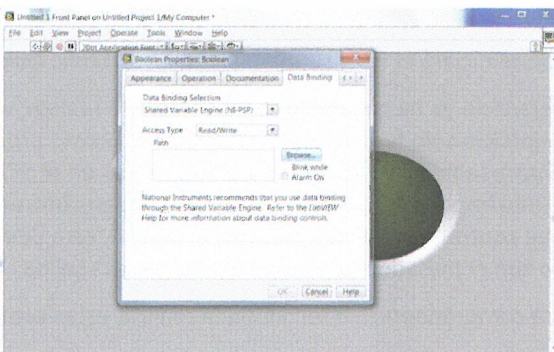 Untitled 1 Front Panel on Untitled Project 1/My Computer *
File Edit View Project Operate Tools Window Help
Application Font
Boolean Properties: Boolean
Appearance Operation Documentation Data Binding
Data Binding Selection
Shared Variable Engine (NI-PSP)
Access Type Read/Write
Path
Browse...
Blink while
Alarm On
National Instruments recommends that you use data binding
through the Shared Variable Engine. Refer to the LabVIEW
Help for more information about data binding controls.
OK Cancel Help